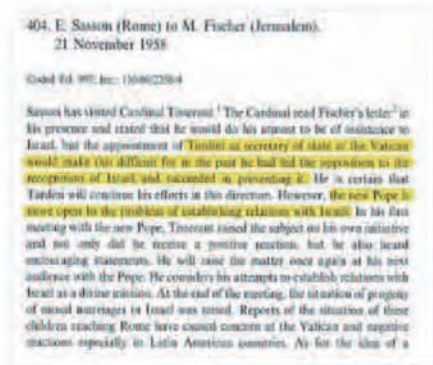 404. E. Sasson (Rome) to M. Fischer (Jerusalem),
21 November 1958
Coded Tel.
Sasson has visited Cardinal Tisserant.¹ The Cardinal read Fischer's letter² in
his presence and stated that he would do his utmost to be of assistance to
Israel, but the appointment of Tardini as secretary of state at the Vatican
would make this difficult for in the past he had led the opposition to the
recognition of Israel and succeeded in preventing it. He is certain that
Tardini will continue his efforts in this direction. However, the new Pope is
more open to the problem of establishing relations with Israel. In his first
meeting with the new Pope, Tisserant raised the subject on his own initiative
and not only did he receive a positive reaction, but he also heard
encouraging statements. He will raise the matter once again at his next
audience with the Pope. He considers his attempts to establish relations with
Israel as a divine mission. At the end of the meeting, the situation of progeny
of mixed marriages in Israel was raised. Reports of the situation of these
children reaching Rome have caused concern at the Vatican and negative
reactions especially in Latin American countries. As for the idea of a